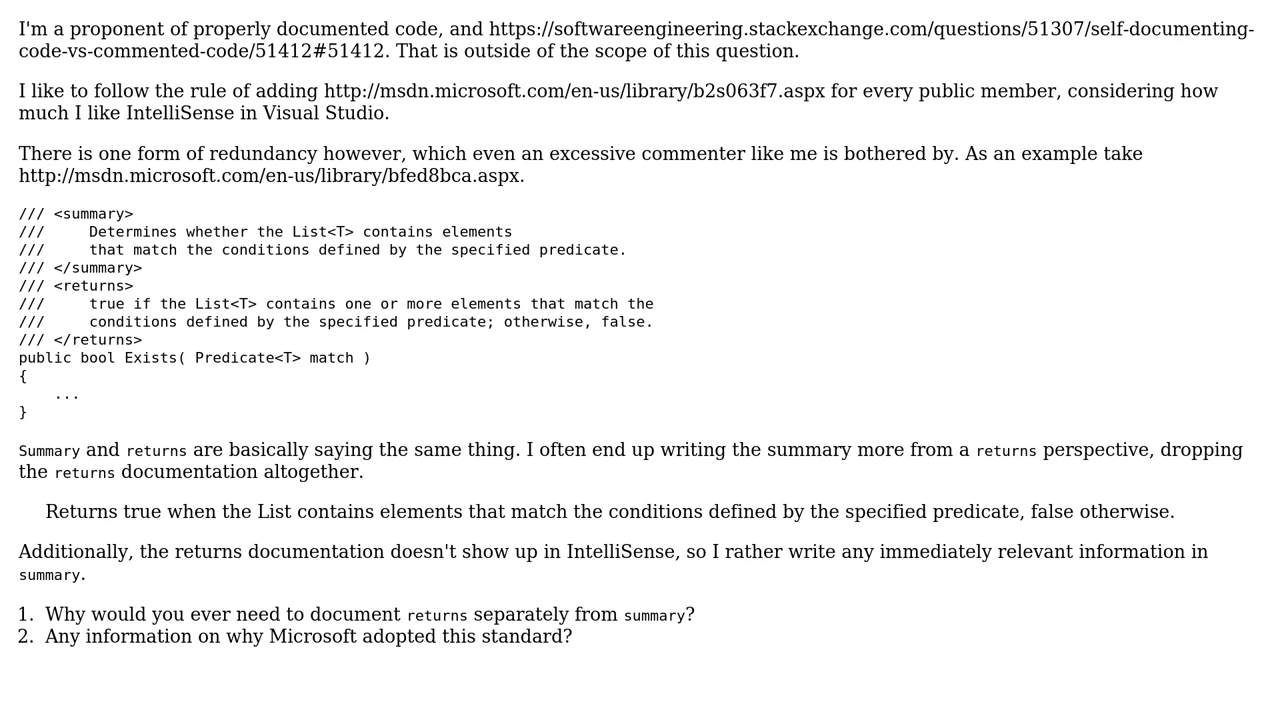 I'm a proponent of properly documented code, and https://softwareengineering.stackexchange.com/questions/51307/self-documenting-
code-vs-commented-code/51412#51412. That is outside of the scope of this question.
I like to follow the rule of adding http://msdn.microsoft.com/en-us/library/b2s063f7.aspx for every public member, considering how
much I like IntelliSense in Visual Studio.
There is one form of redundancy however, which even an excessive commenter like me is bothered by. As an example take
http://msdn.microsoft.com/en-us/library/bfed8bca.aspx.
/// <summary>
///     Determines whether the List<T> contains elements
///     that match the conditions defined by the specified predicate.
/// </summary>
/// <returns>
///     true if the List<T> contains one or more elements that match the
///     conditions defined by the specified predicate; otherwise, false.
/// </returns>
public bool Exists( Predicate<T> match )
{
    ...
}
Summary and returns are basically saying the same thing. I often end up writing the summary more from a returns perspective, dropping
the returns documentation altogether.
Returns true when the List contains elements that match the conditions defined by the specified predicate, false otherwise.
Additionally, the returns documentation doesn't show up in IntelliSense, so I rather write any immediately relevant information in
summary.
1. Why would you ever need to document returns separately from summary?
2. Any information on why Microsoft adopted this standard?